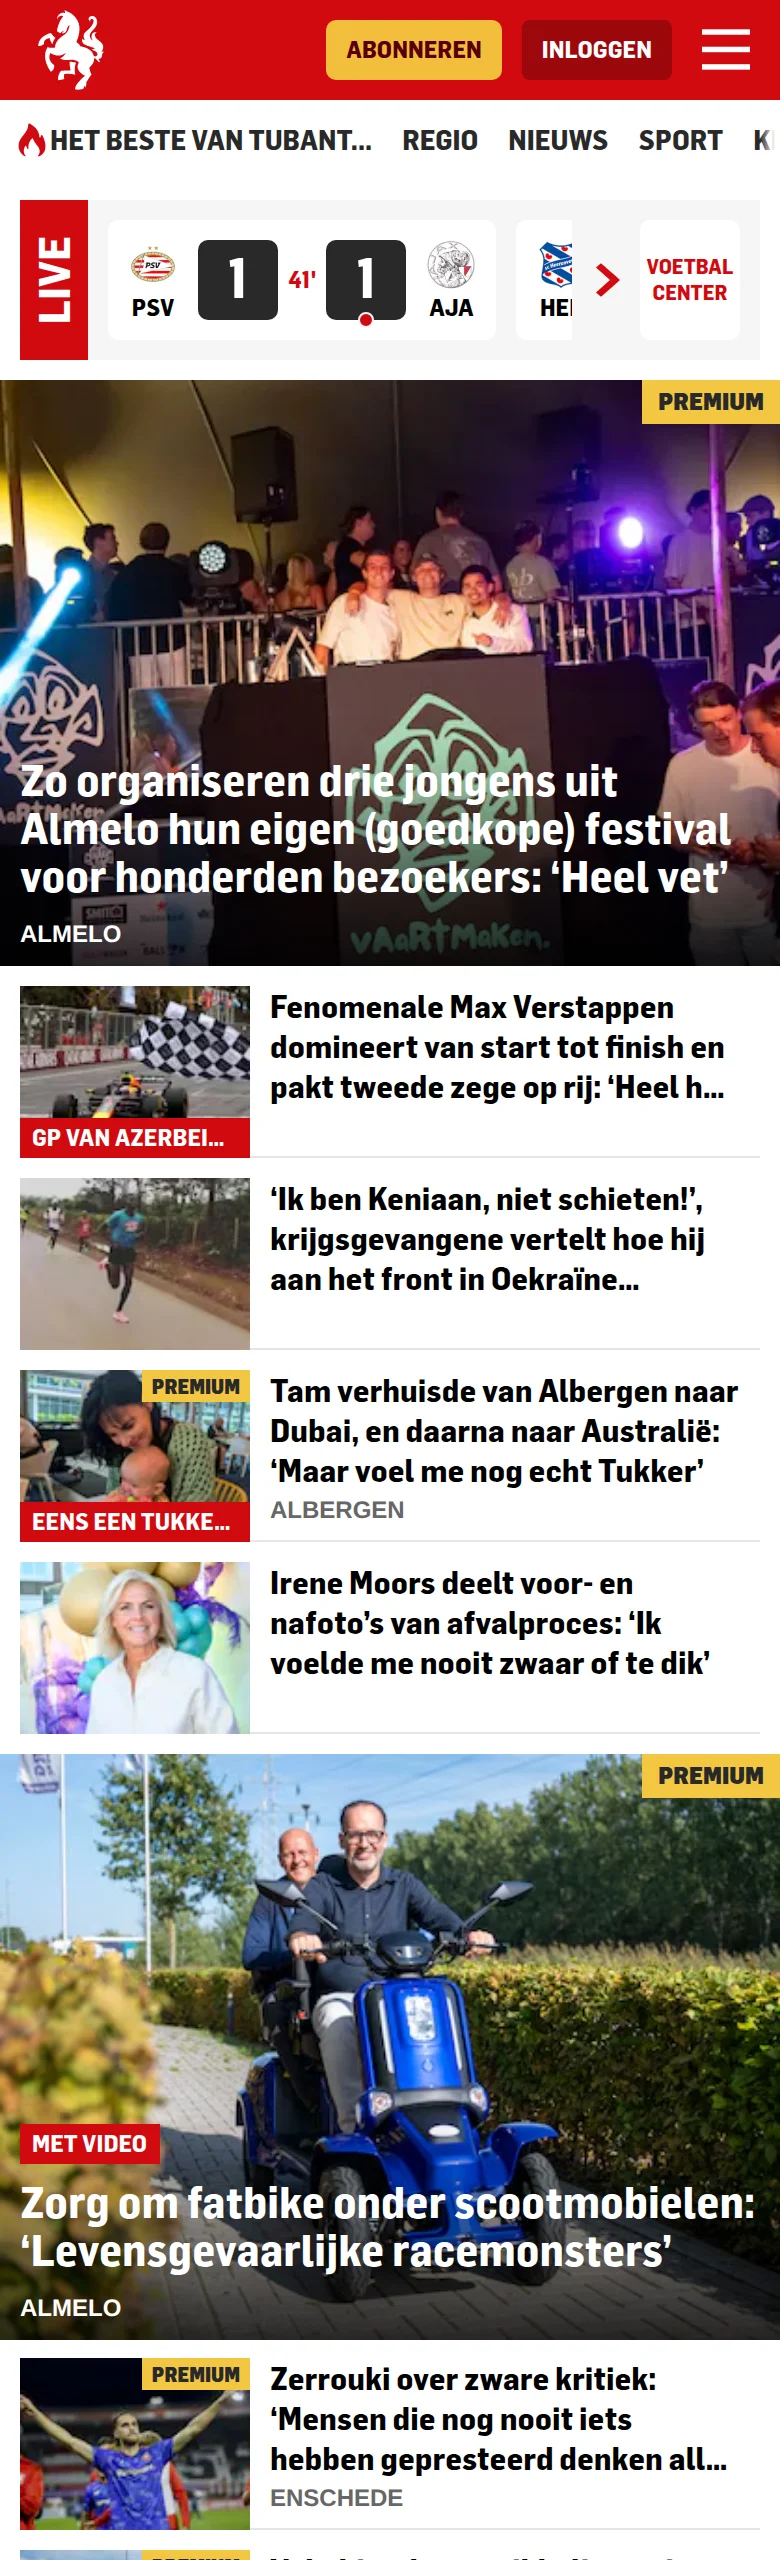 ABONNEREN
INLOGGEN
HET BESTE VAN TUBANT...
REGIO
NIEUWS
SPORT
LIVE
PSV
1
41'
1
AJA
VOETBAL
CENTER
PREMIUM
Zo organiseren drie jongens uit
Almelo hun eigen (goedkope) festival
voor honderden bezoekers: ‘Heel vet’
vAaRTMaKen.
ALMELO
Fenomenale Max Verstappen
domineert van start tot finish en
pakt tweede zege op rij: ‘Heel h...
GP VAN AZERBEI...
‘Ik ben Keniaan, niet schieten!’,
krijgsgevangene vertelt hoe hij
aan het front in Oekraïne...
PREMIUM
EENS EEN TUKKE...
Tam verhuisde van Albergen naar
Dubai, en daarna naar Australië:
‘Maar voel me nog echt Tukker’
ALBERGEN
Irene Moors deelt voor- en
nafoto’s van afvalproces: ‘Ik
voelde me nooit zwaar of te dik’
PREMIUM
MET VIDEO
Zorg om fatbike onder scootmobielen:
‘Levensgevaarlijke racemonsters’
ALMELO
PREMIUM
Zerrouki over zware kritiek:
‘Mensen die nog nooit iets
hebben gepresteerd denken all...
ENSCHEDE